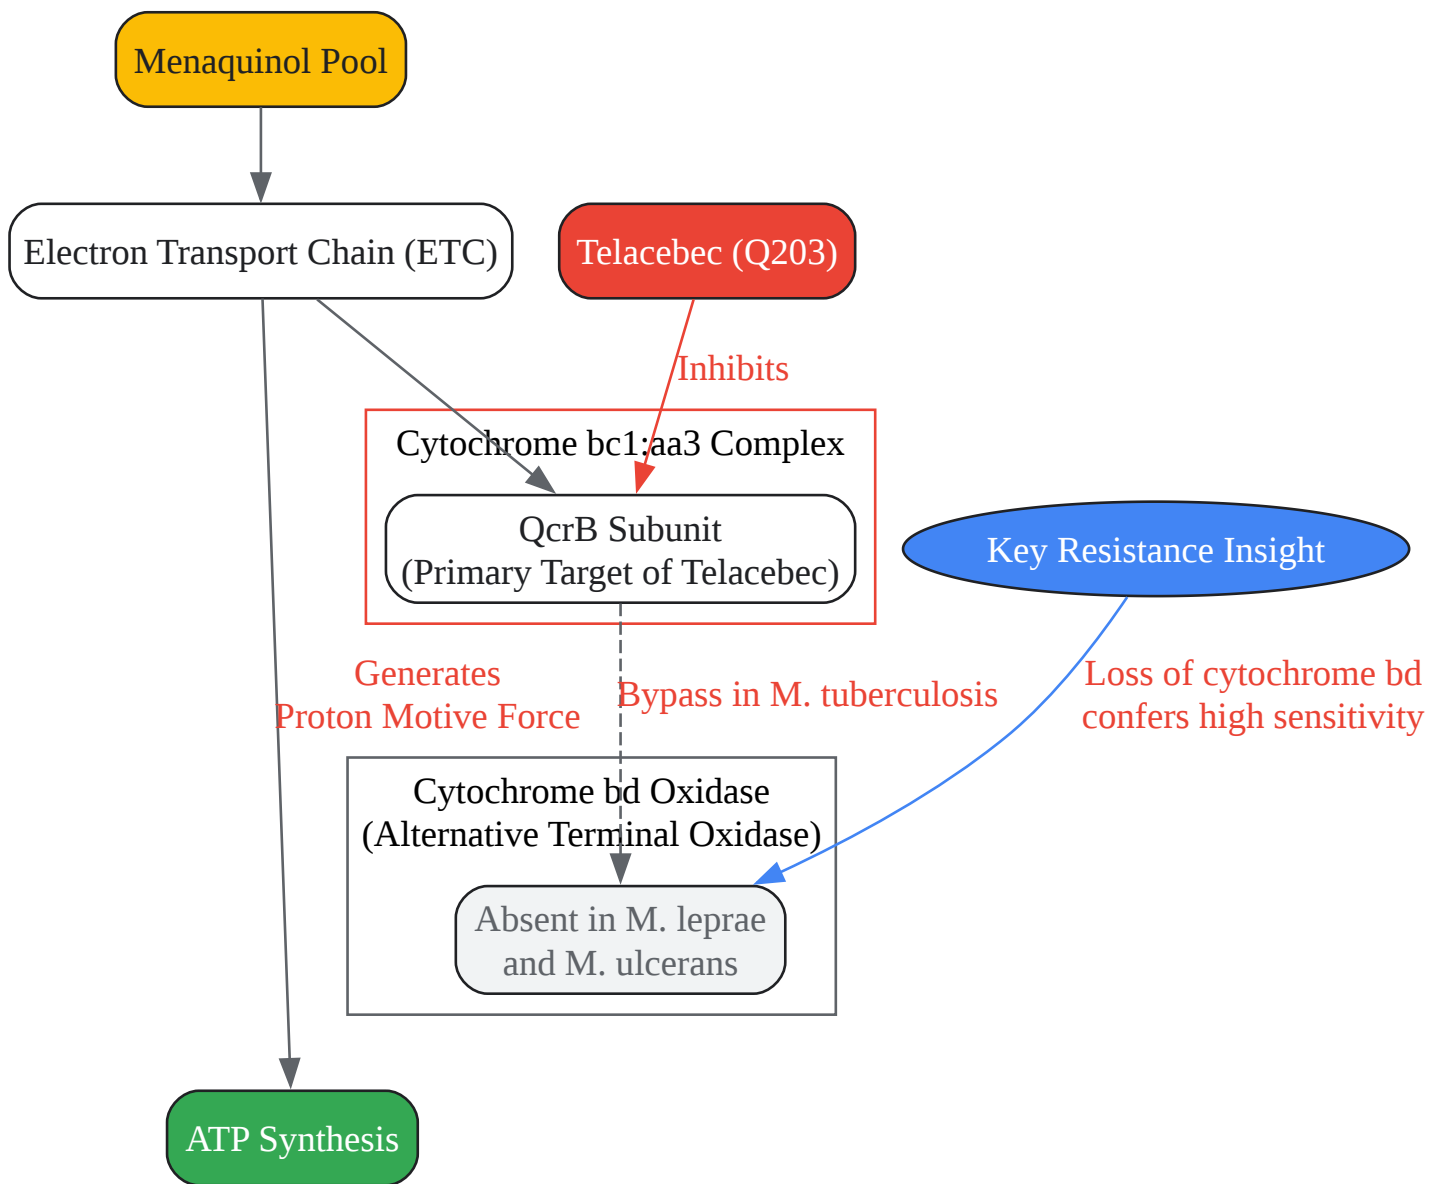 Menaquinol Pool
Electron Transport Chain (ETC)
Telacebec (Q203)
Inhibits
Cytochrome bc1:aa3 Complex
QcrB Subunit
(Primary Target of Telacebec)
Key Resistance Insight
Generates
Proton Motive Force
Bypass in M. tuberculosis
Loss of cytochrome bd
confers high sensitivity
Cytochrome bd Oxidase
(Alternative Terminal Oxidase)
Absent in M. leprae
and M. ulcerans
ATP Synthesis